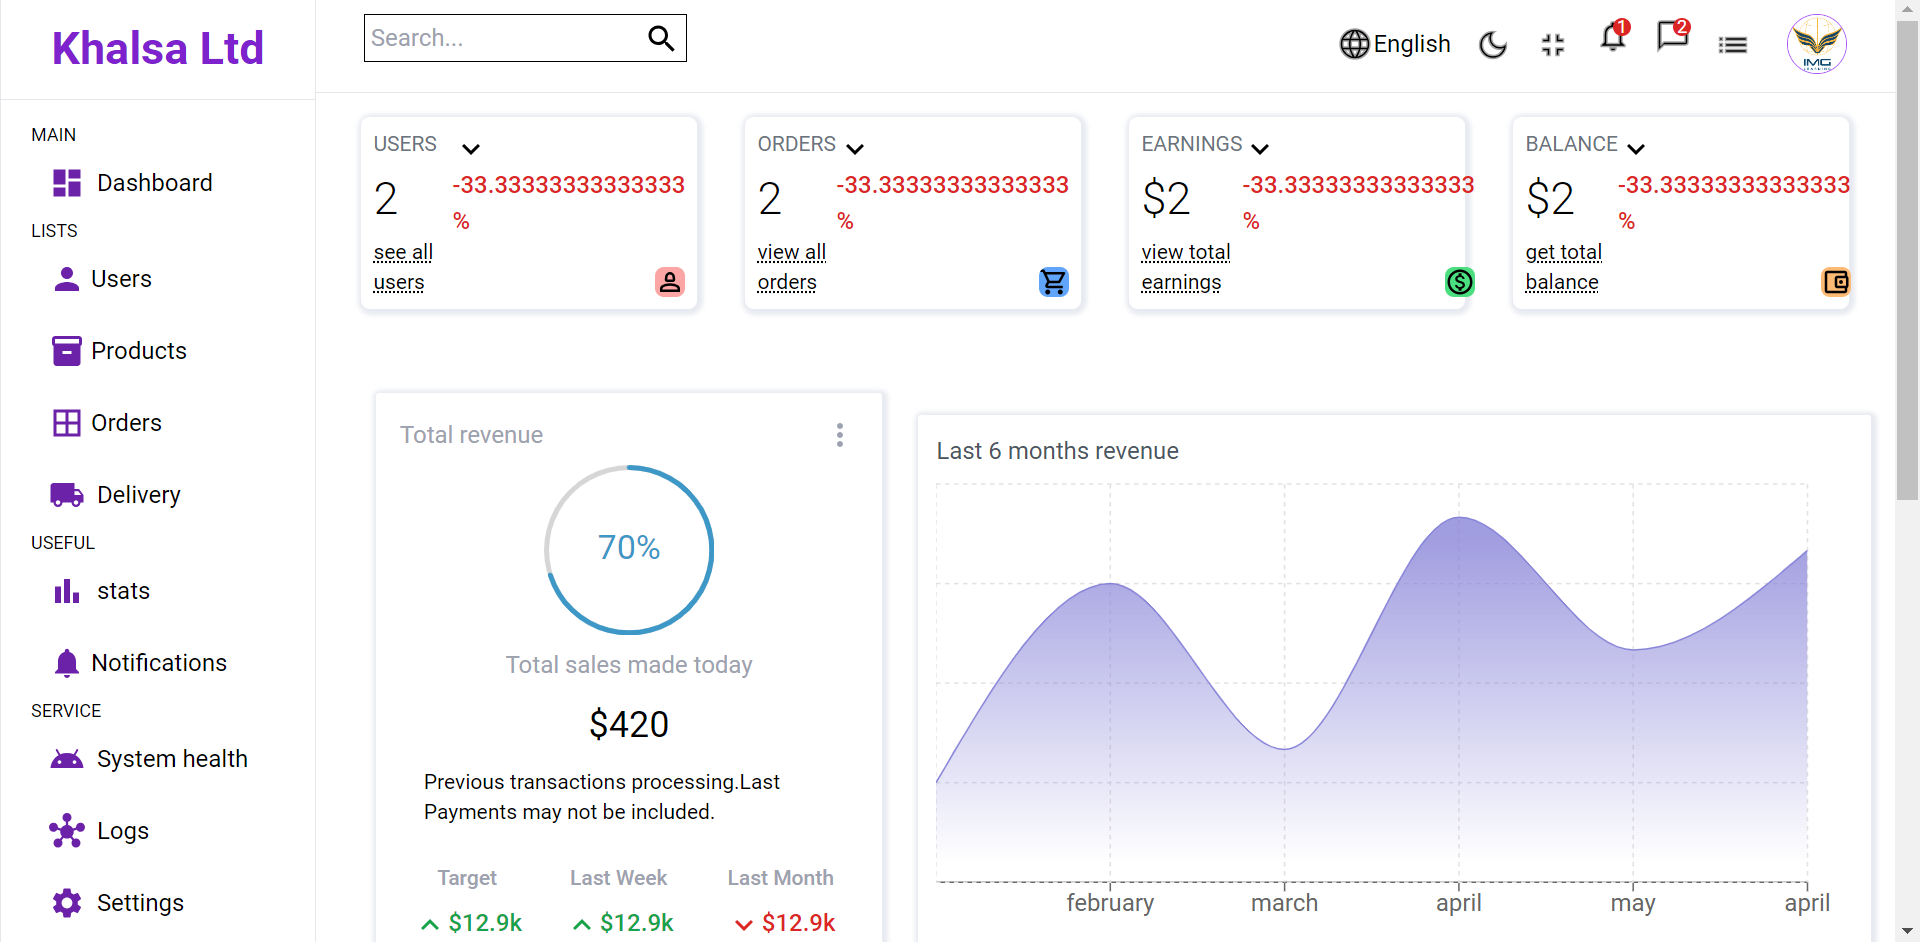 Khalsa Ltd
Search...
English
1
2
IMG
MAIN
Dashboard
LISTS
Users
Products
Orders
Delivery
USEFUL
stats
Notifications
SERVICE
System health
Logs
Settings
USERS
2
-33.33333333333333
%
see all
users
ORDERS
2
-33.33333333333333
%
view all
orders
EARNINGS
$2
-33.33333333333333
%
view total
earnings
BALANCE
$2
-33.33333333333333
%
get total
balance
Total revenue
70%
Total sales made today
$420
Previous transactions processing.Last
Payments may not be included.
Target Last Week Last Month
$12.9k $12.9k $12.9k
Last 6 months revenue
february march april may april